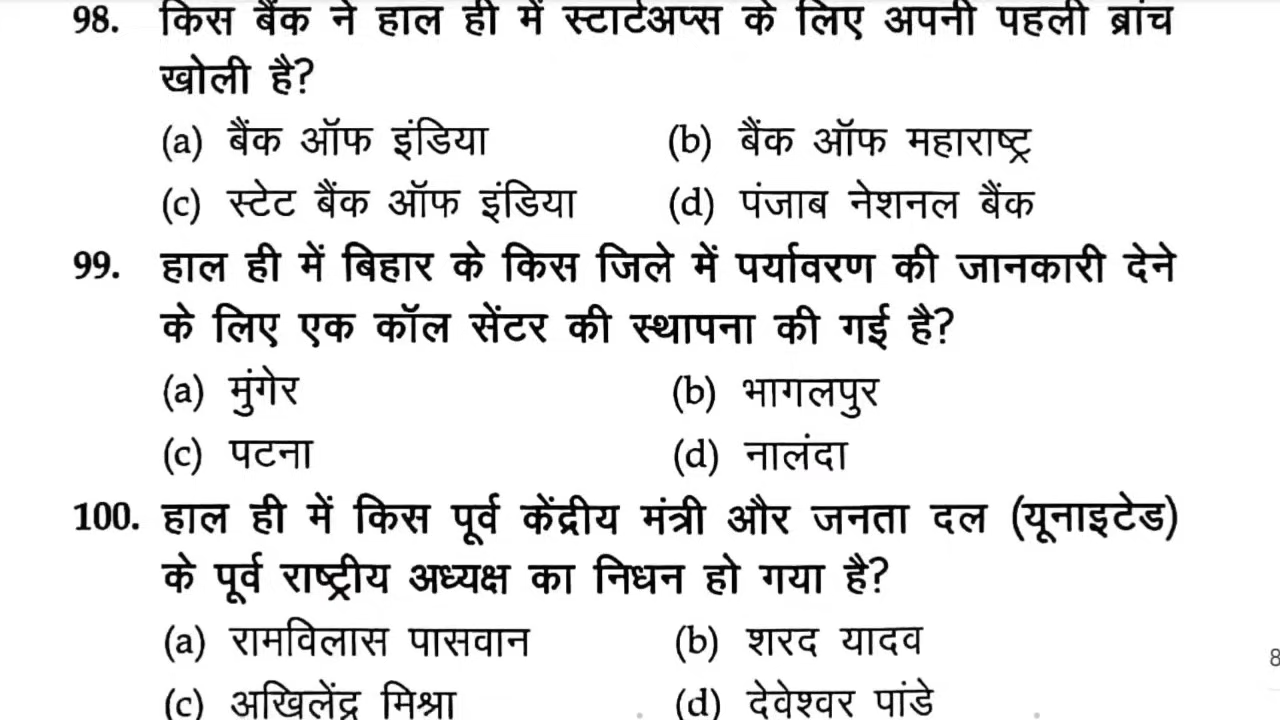 98. किस बैंक ने हाल ही में स्टार्टअप्स के लिए अपनी पहली ब्रांच
खोली है?
(a) बैंक ऑफ इंडिया (b) बैंक ऑफ महाराष्ट्र
(c) स्टेट बैंक ऑफ इंडिया (d) पंजाब नेशनल बैंक
99. हाल ही में बिहार के किस जिले में पर्यावरण की जानकारी देने
के लिए एक कॉल सेंटर की स्थापना की गई है?
(a) मुंगेर (b) भागलपुर
(c) पटना (d) नालंदा
100. हाल ही में किस पूर्व केंद्रीय मंत्री और जनता दल (यूनाइटेड)
के पूर्व राष्ट्रीय अध्यक्ष का निधन हो गया है?
(a) रामविलास पासवान (b) शरद यादव
8
(c) अखिलेंद्र मिश्रा (d) देवेश्वर पांडे